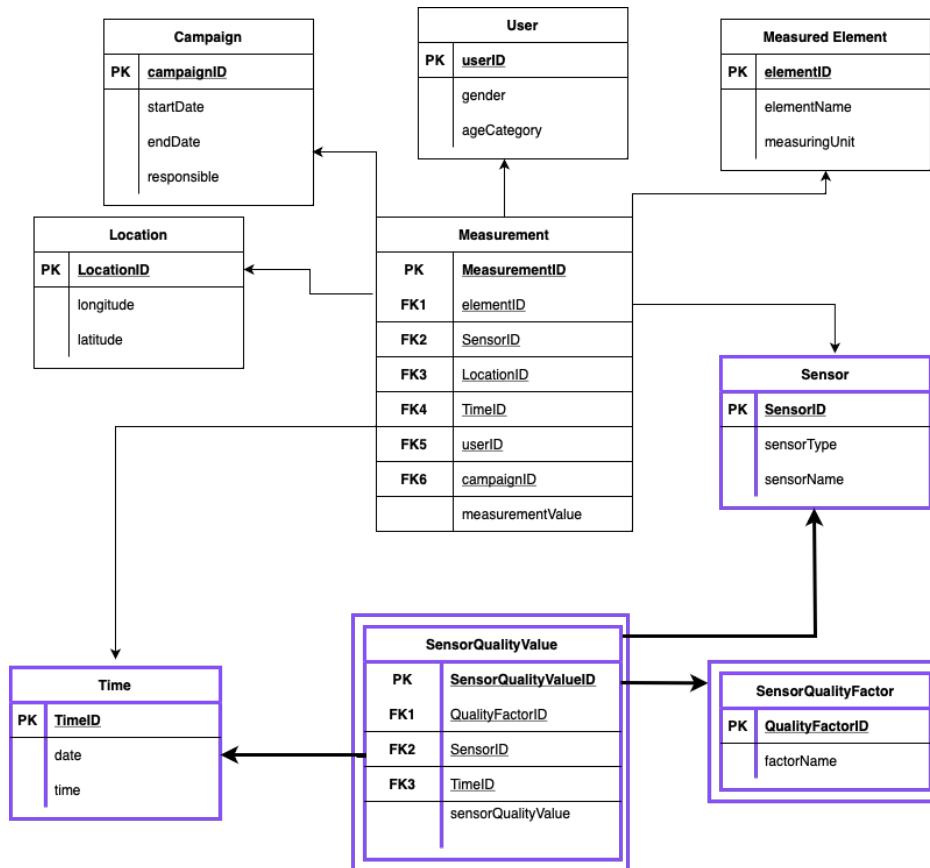 Campaign
PK campaignID
startDate
endDate
responsible
User
PK userID
gender
ageCategory
Measured Element
PK elementID
elementName
measuringUnit
Location
PK LocationID
longitude
latitude
Measurement
PK MeasurementID
FK1 elementID
FK2 SensorID
FK3 LocationID
FK4 TimeID
FK5 userID
FK6 campaignID
measurementValue
Sensor
PK SensorID
sensorType
sensorName
Time
PK TimeID
date
time
SensorQualityValue
PK SensorQualityValueID
FK1 QualityFactorID
FK2 SensorID
FK3 TimeID
sensorQualityValue
SensorQualityFactor
PK QualityFactorID
factorName